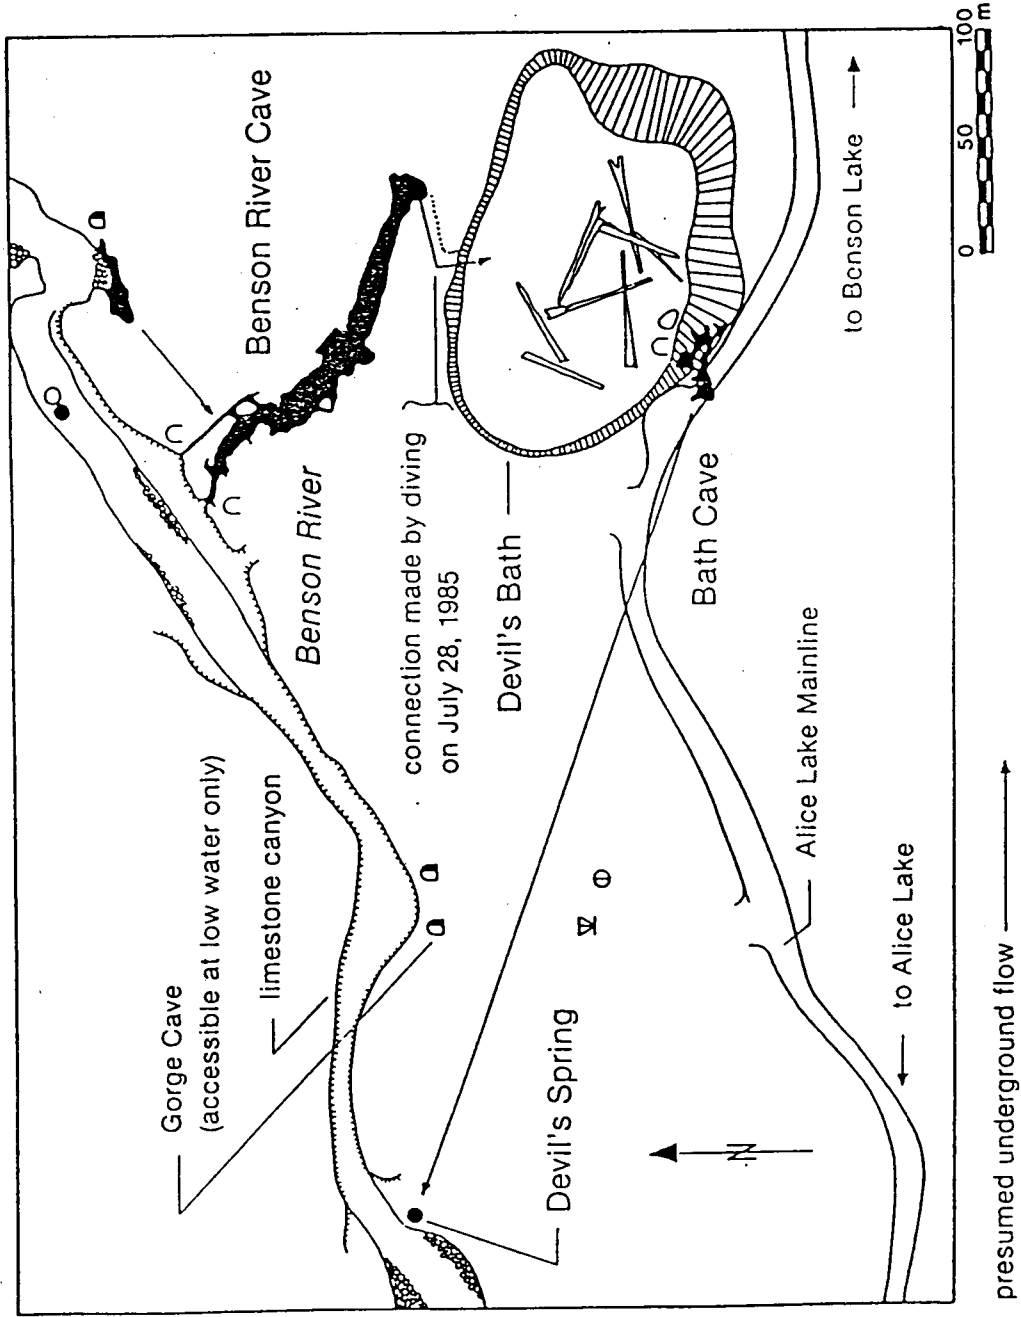 Gorge Cave
(accessible at low water only)
limestone canyon
Benson River
Benson River Cave
connection made by diving
on July 28, 1985
Devil's Bath
Bath Cave
Devil's Spring
Alice Lake Mainline
to Alice Lake
to Benson Lake
N
presumed underground flow
0 50 100
m